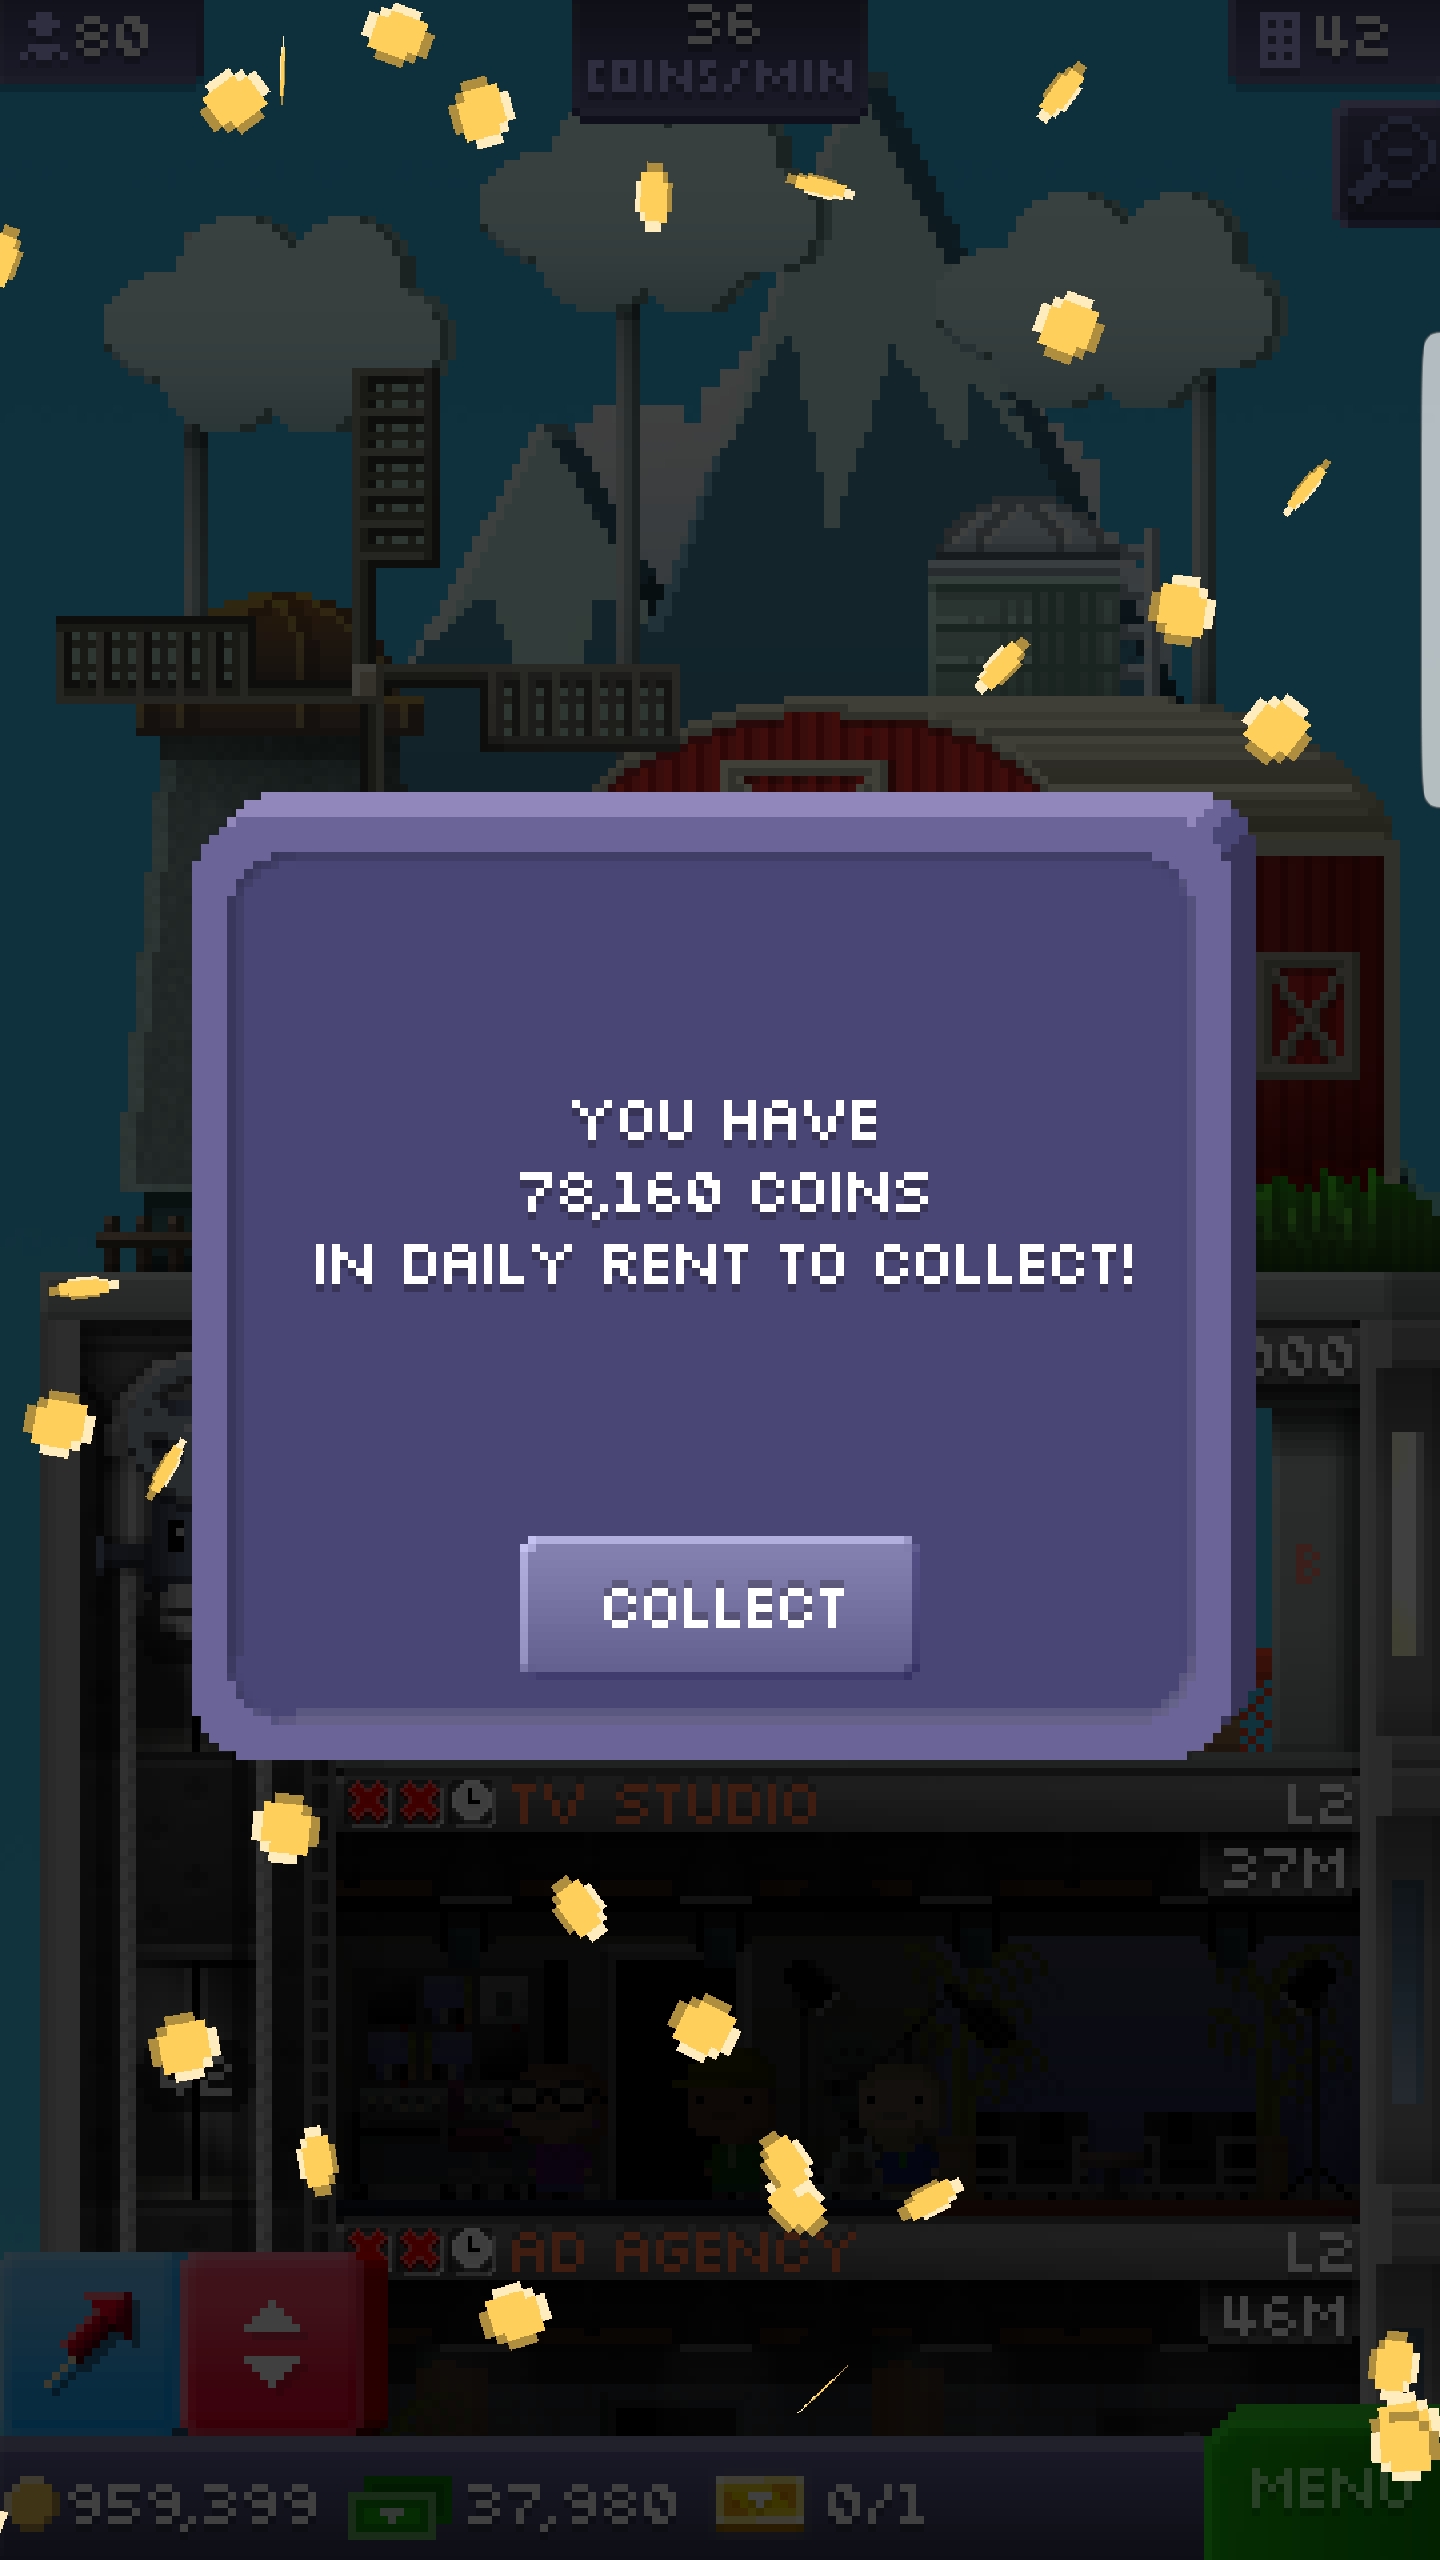 80
36
COINS/MIN
42
YOU HAVE
78,160 COINS
IN DAILY RENT TO COLLECT!
COLLECT
000
B
TV STUDIO
L2
37M
AD AGENCY
L2
46M
959,399
37,980
0/1
MENU